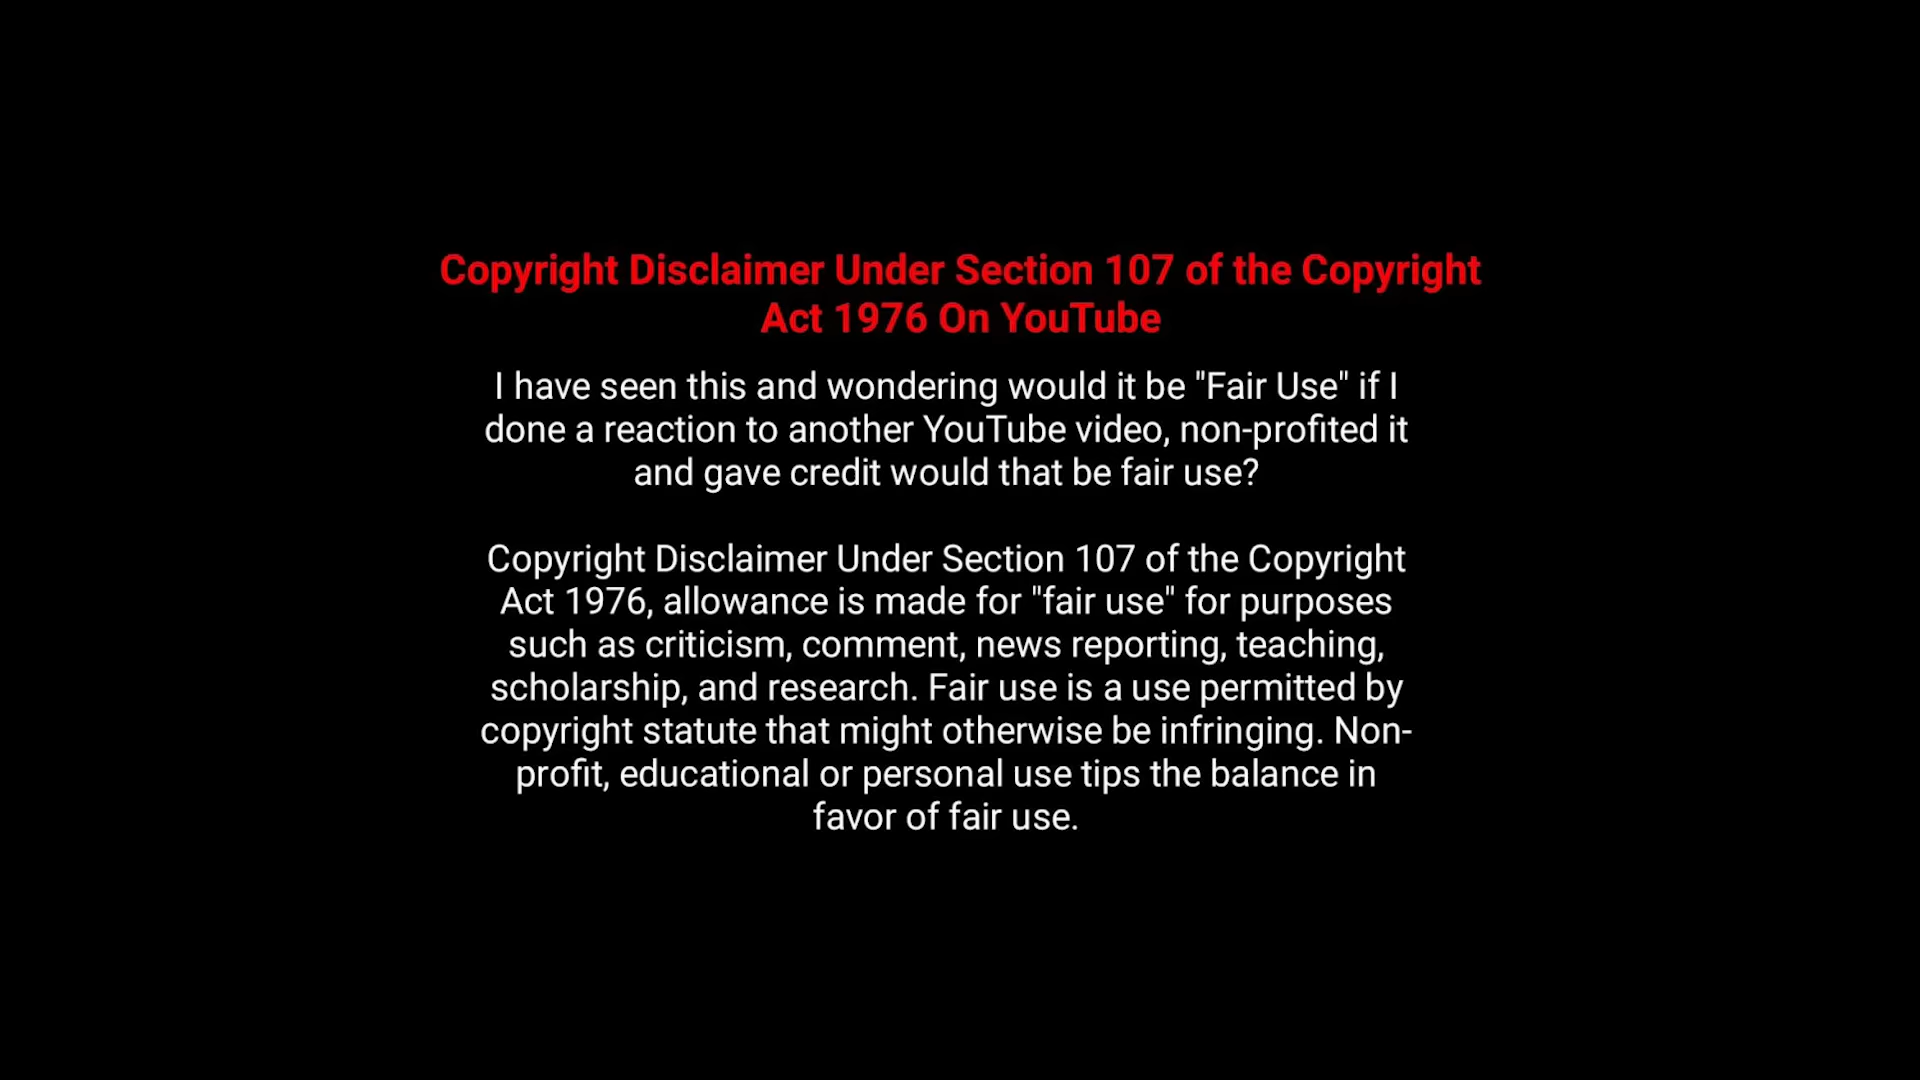 Copyright Disclaimer Under Section 107 of the Copyright
Act 1976 On YouTube
I have seen this and wondering would it be "Fair Use" if I
done a reaction to another YouTube video, non-profited it
and gave credit would that be fair use?
Copyright Disclaimer Under Section 107 of the Copyright
Act 1976, allowance is made for "fair use" for purposes
such as criticism, comment, news reporting, teaching,
scholarship, and research. Fair use is a use permitted by
copyright statute that might otherwise be infringing. Non-
profit, educational or personal use tips the balance in
favor of fair use.